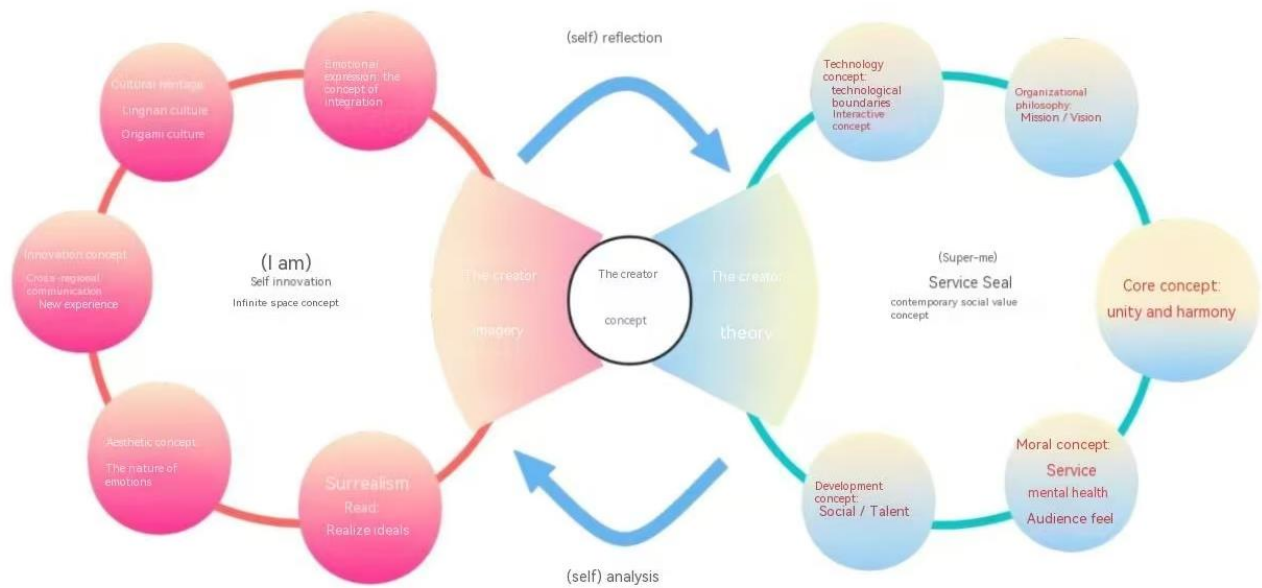 (self) reflection
Emotional
expression, the
concept of
integration
Cultural heritage
Lingnan culture
Origami culture
Innovation concept
Cross-regional
communication
New experience
Aesthetic concept:
The nature of
emotions
Surrealism
Read:
Realize ideals
(I am)
Self innovation
Infinite space concept
The creator
imagery
The creator
concept
The creator
theory
(Super-me)
Service Seal
contemporary social value
concept
Technology
concept:
technological
boundaries
Interactive
concept
Organizational
philosophy:
Mission / Vision
Core concept:
unity and harmony
Moral concept:
Service
mental health
Audience feel
Development
concept:
Social / Talent
(self) analysis